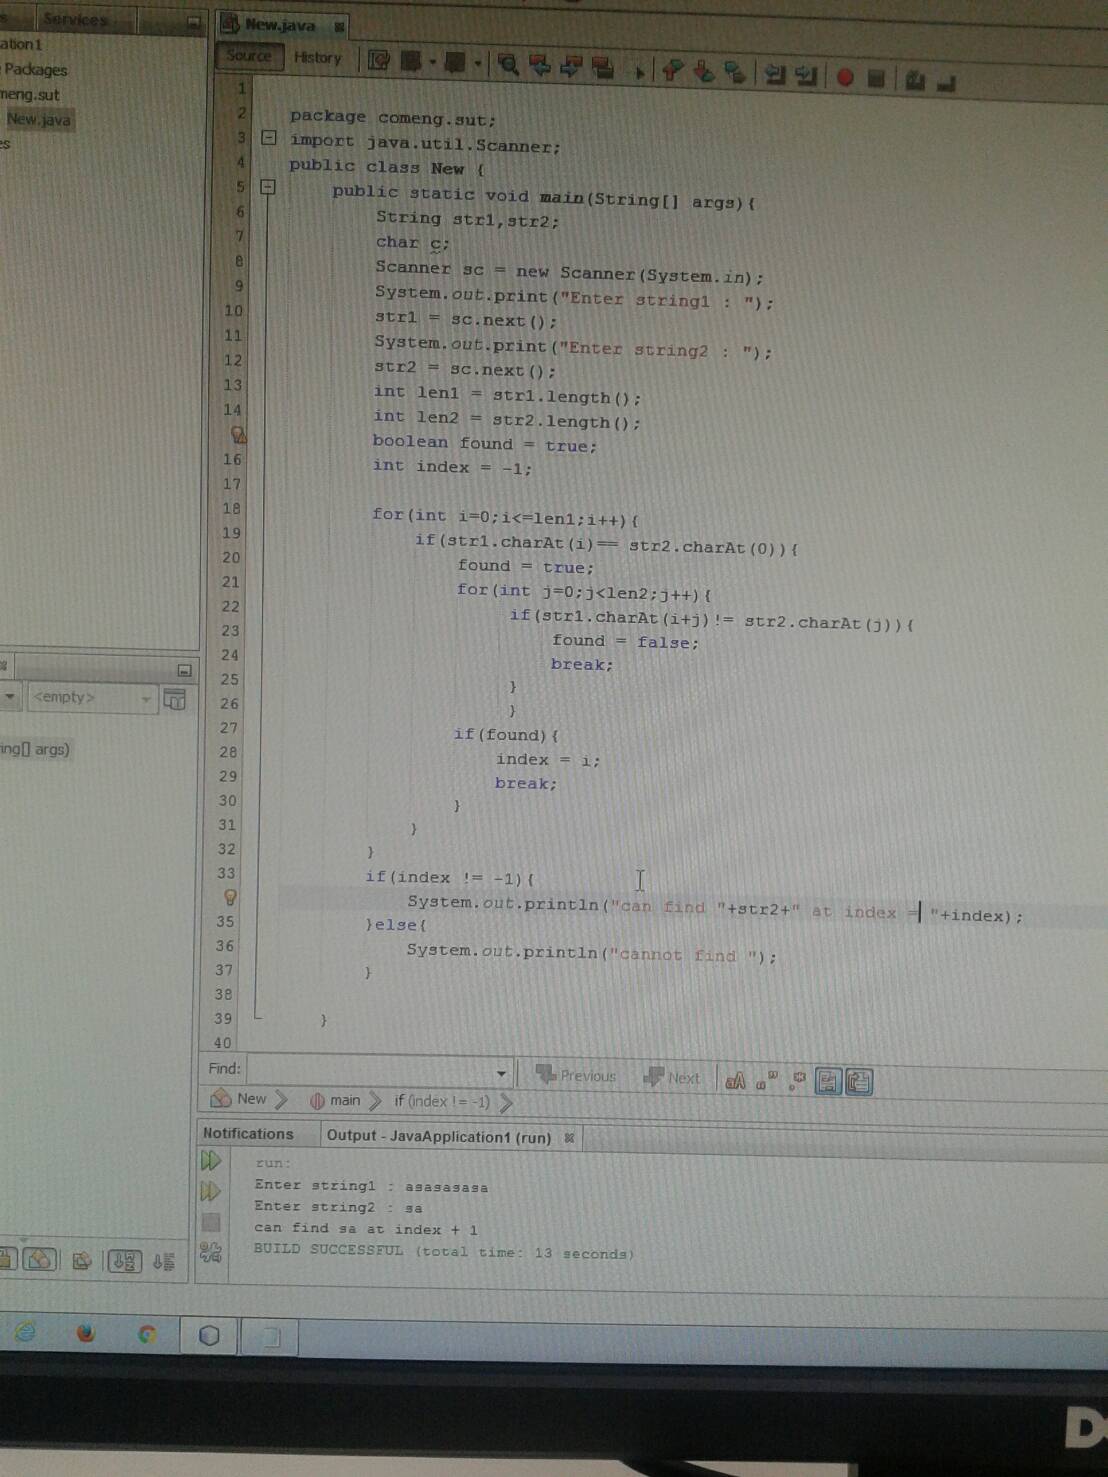 Services
New.java
ation1
Packages
meng.sut
New.java
es
Source History
1
2 package comeng.sut;
3 import java.util.Scanner;
4 public class New {
5 public static void main(String[] args){
6 String str1,str2;
7 char c;
8 Scanner sc = new Scanner(System.in);
9 System.out.print("Enter string1 : ");
10 str1 = sc.next();
11 System.out.print("Enter string2 : ");
12 str2 = sc.next();
13 int len1 = str1.length();
14 int len2 = str2.length();
boolean found = true;
16 int index = -1;
17
18 for(int i=0;i<=len1;i++){
19 if(str1.charAt(i)== str2.charAt(0)){
20 found = true;
21 for(int j=0;j<len2;j++){
22 if(str1.charAt(i+j)!= str2.charAt(j)){
23 found = false;
24 break;
25 }
26 }
27 if(found){
28 index = i;
29 break;
30 }
31 }
32 }
33 if(index != -1){
System.out.println("can find "+str2+" at index = "+index);
35 }else{
36 System.out.println("cannot find ");
37 }
38
39 }
40
<empty>
ing[] args)
Find: Previous Next
New main if (index != -1)
Notifications Output - JavaApplication1 (run)
run:
Enter string1 : asasasasa
Enter string2 : sa
can find sa at index + 1
BUILD SUCCESSFUL (total time: 13 seconds)